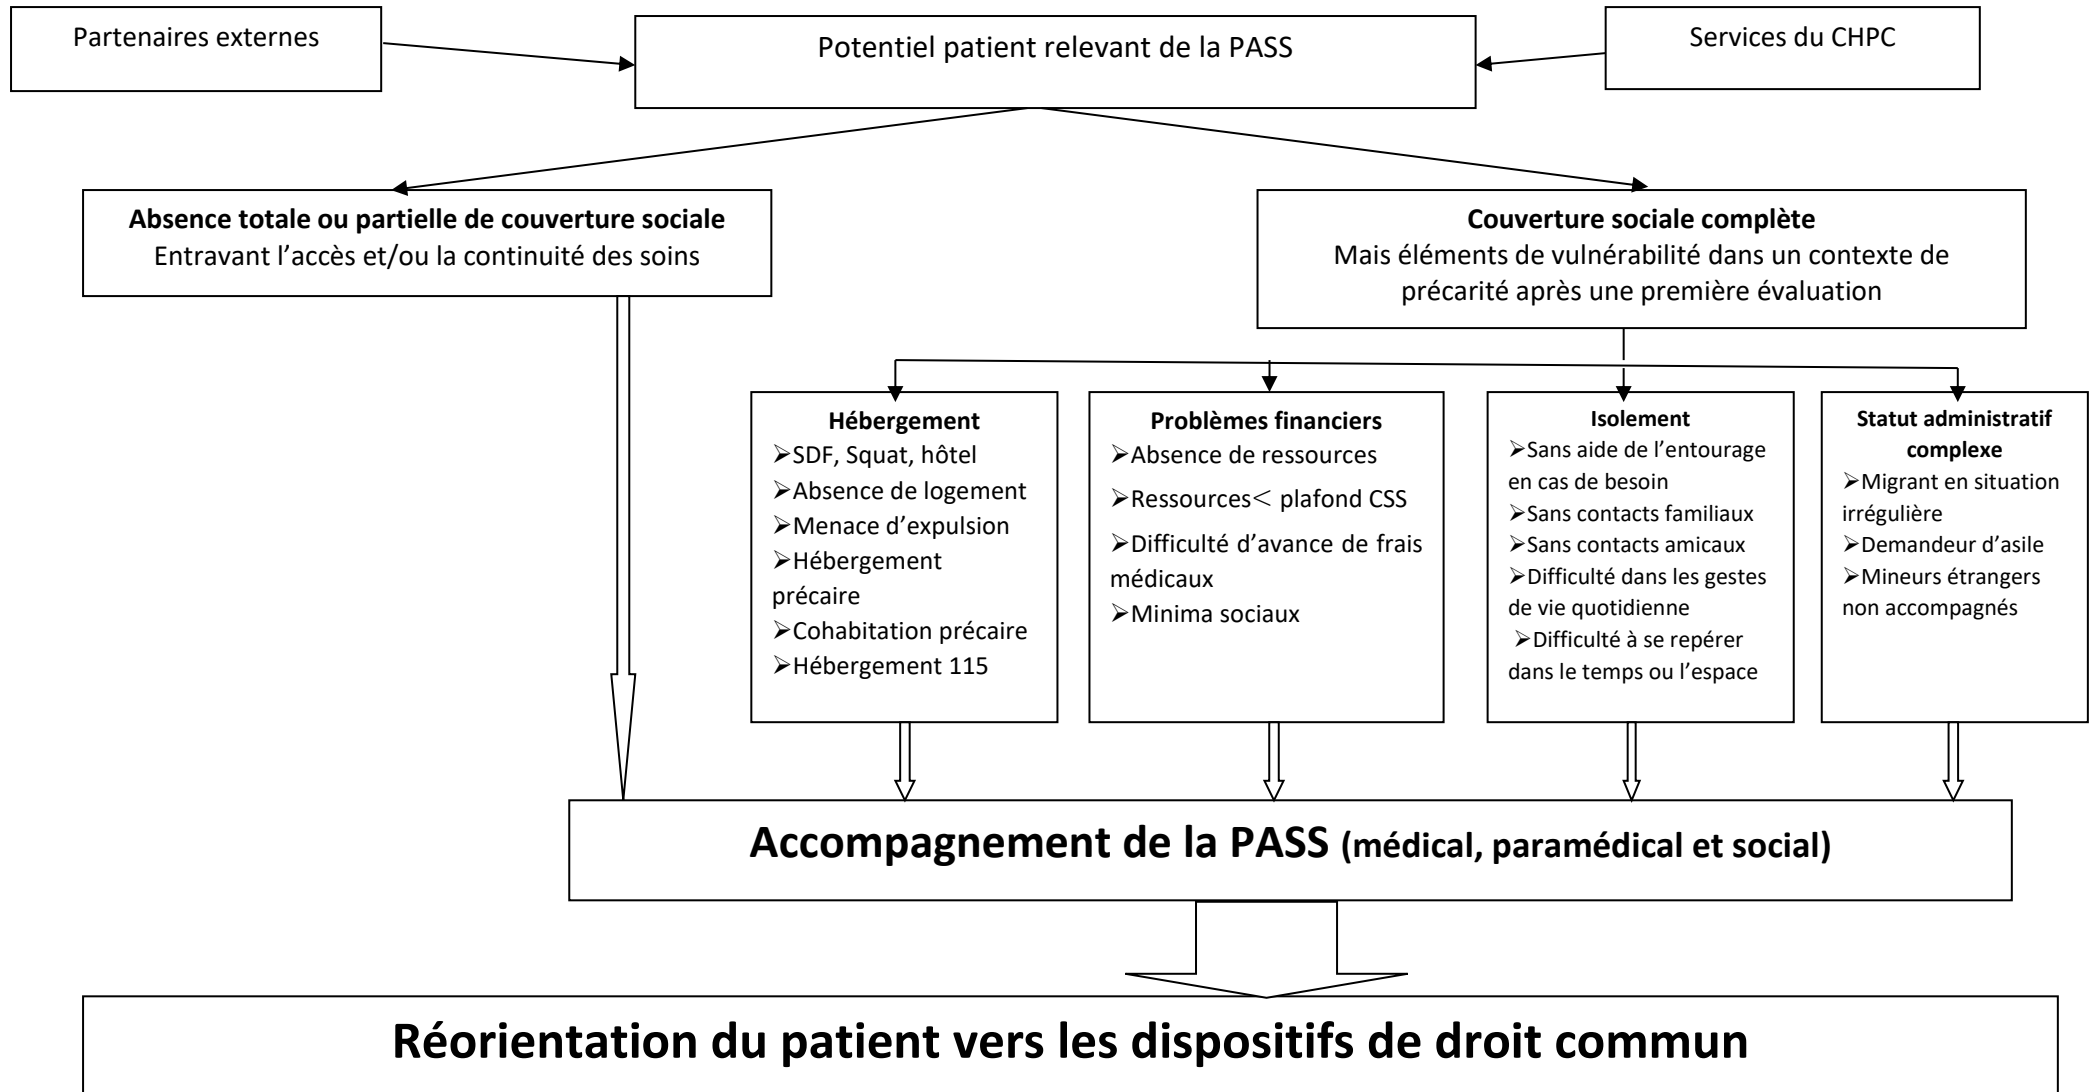 Partenaires externes
Potentiel patient relevant de la PASS
Services du CHPC
Absence totale ou partielle de couverture sociale
Entravant l’accès et/ou la continuité des soins
Couverture sociale complète
Mais éléments de vulnérabilité dans un contexte de
précarité après une première évaluation
Hébergement
➢SDF, Squat, hôtel
➢Absence de logement
➢Menace d’expulsion
➢Hébergement
précaire
➢Cohabitation précaire
➢Hébergement 115
Problèmes financiers
➢Absence de ressources
➢Ressources< plafond CSS
➢Difficulté d’avance de frais
médicaux
➢Minima sociaux
Isolement
➢Sans aide de l’entourage
en cas de besoin
➢Sans contacts familiaux
➢Sans contacts amicaux
➢Difficulté dans les gestes
de vie quotidienne
➢Difficulté à se repérer
dans le temps ou l’espace
Statut administratif
complexe
➢Migrant en situation
irrégulière
➢Demandeur d’asile
➢Mineurs étrangers
non accompagnés
Accompagnement de la PASS (médical, paramédical et social)
Réorientation du patient vers les dispositifs de droit commun